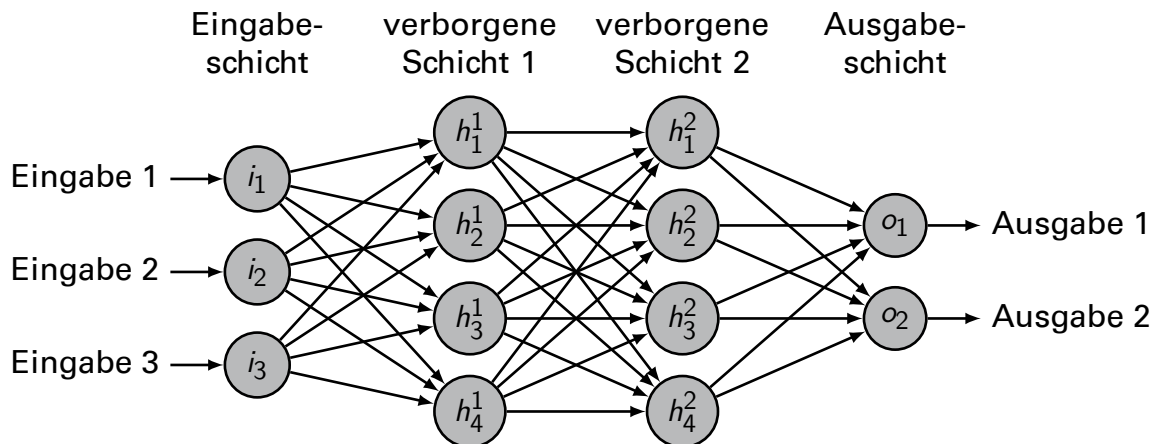 Eingabe-
schicht
verborgene
Schicht 1
verborgene
Schicht 2
Ausgabe-
schicht
Eingabe 1
Eingabe 2
Eingabe 3
i₁
i₂
i₃
h¹₁
h¹₂
h¹₃
h¹₄
h²₁
h²₂
h²₃
h²₄
o₁
o₂
Ausgabe 1
Ausgabe 2